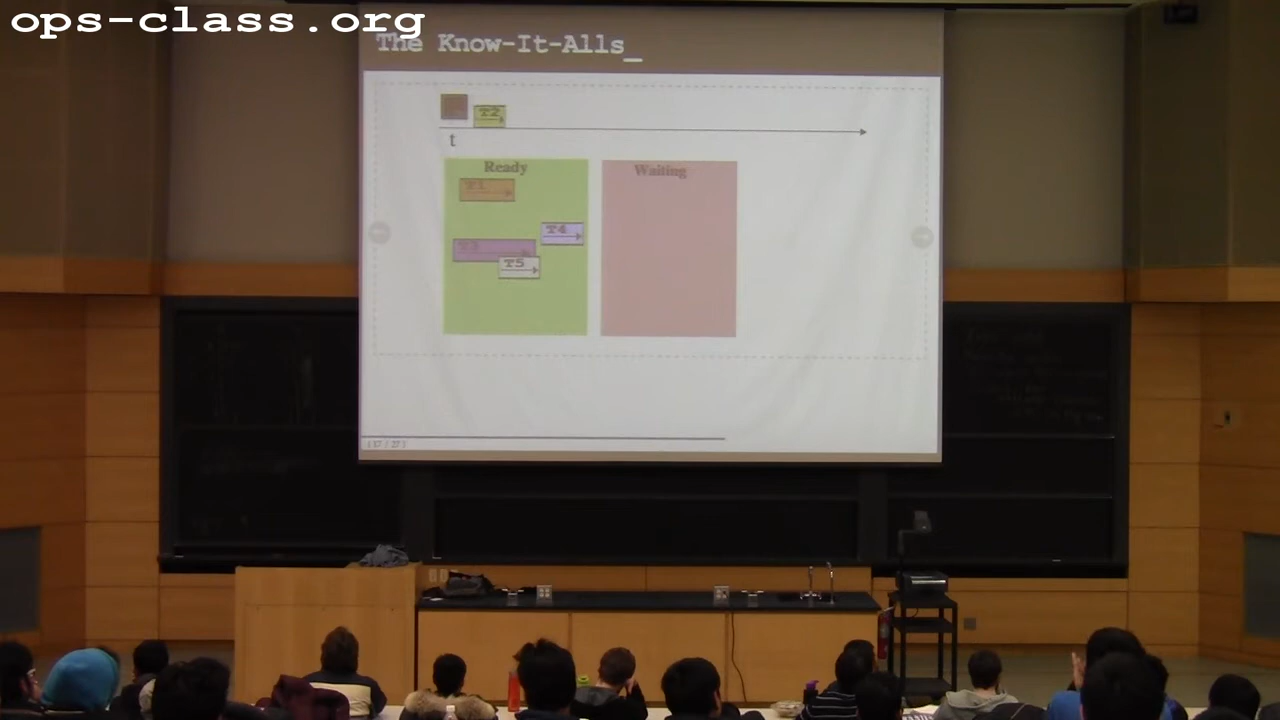 ops-class.org
The Know-It-Alls_
T2
t
Ready
Waiting
T1
T4
T3
T5